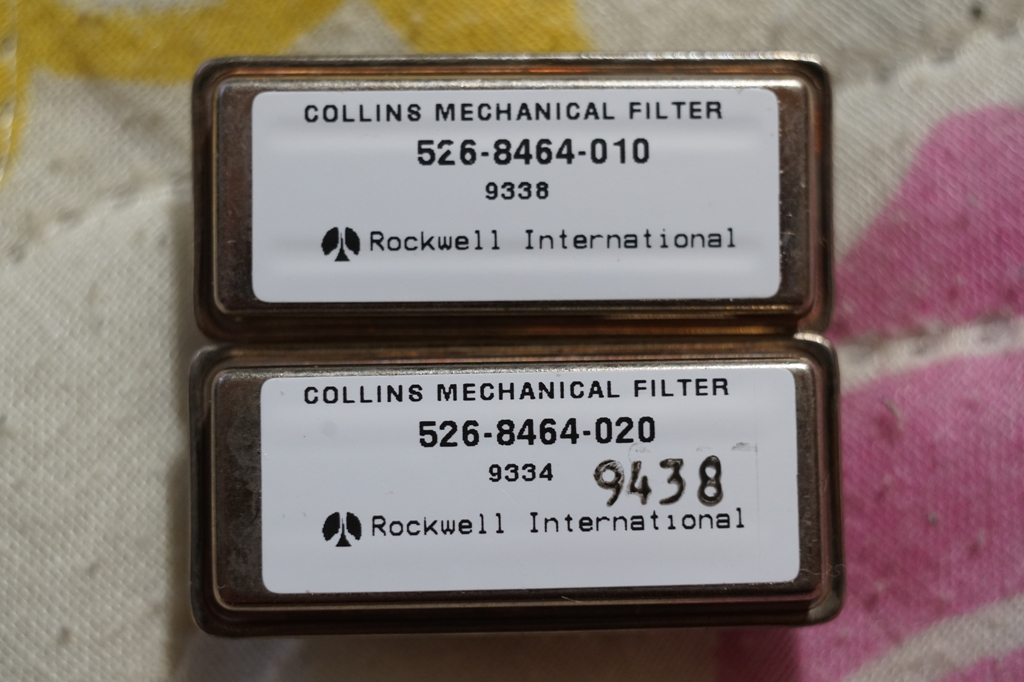 COLLINS MECHANICAL FILTER
526-8464-010
9338
Rockwell International
COLLINS MECHANICAL FILTER
526-8464-020
9334 9438
Rockwell International